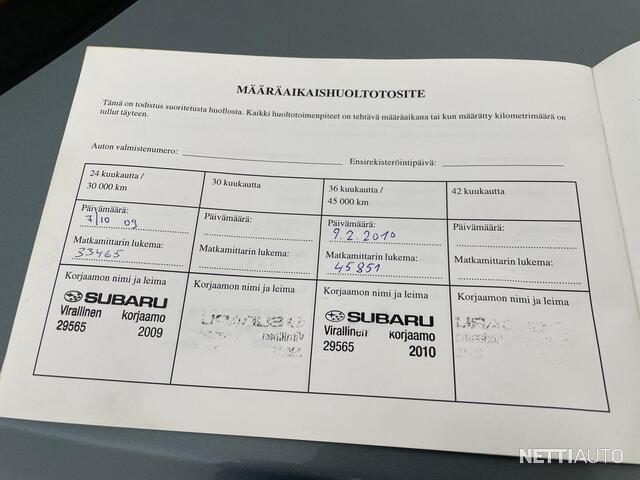 MÄÄRÄAIKAISHUOLTOTOSITE
Tämä on todistus suoritetusta huollosta. Kaikki huoltotoimenpiteet on tehtävä määräaikana tai kun määrätty kilometrimäärä on
tullut täyteen.
Auton valmistenumero:
Ensirekisteröintipäivä:
24 kuukautta /
30 000 km
30 kuukautta
36 kuukautta /
45 000 km
42 kuukautta
Päivämäärä:
7/10 09
Päivämäärä:
Päivämäärä:
9.2 2010
Päivämäärä:
Matkamittarin lukema:
33465
Matkamittarin lukema:
Matkamittarin lukema:
45851
Matkamittarin lukema:
Korjaamon nimi ja leima
SUBARU
Virallinen korjaamo
29565 2009
Korjaamon nimi ja leima
Korjaamon nimi ja leima
SUBARU
Virallinen korjaamo
29565 2010
Korjaamon nimi ja leima
NETTIAUTO